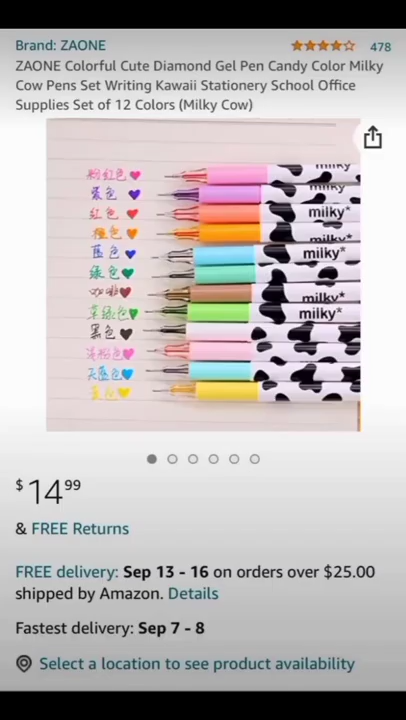 Brand: ZAONE
478
ZAONE Colorful Cute Diamond Gel Pen Candy Color Milky
Cow Pens Set Writing Kawaii Stationery School Office
Supplies Set of 12 Colors (Milky Cow)
粉红色
milky*
紫色
milky
红色
milky*
橙色
milky*
蓝色
milky*
绿色
咖啡
milky*
草绿色
milky*
黑色
浅粉色
天蓝色
黄色
$14.99
& FREE Returns
FREE delivery: Sep 13 - 16 on orders over $25.00
shipped by Amazon. Details
Fastest delivery: Sep 7 - 8
Select a location to see product availability